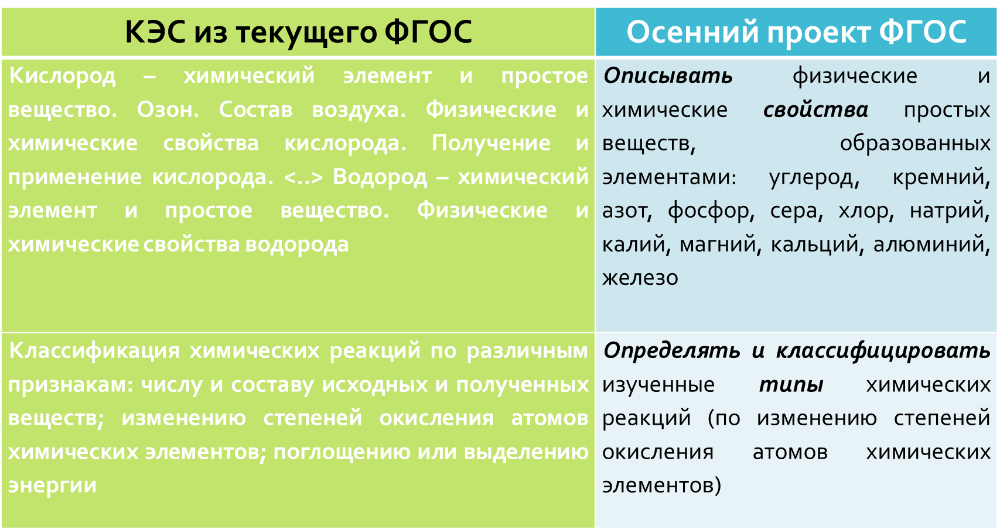 КЭС из текущего ФГОС
Осенний проект ФГОС
Кислород – химический элемент и простое
вещество. Озон. Состав воздуха. Физические и
химические свойства кислорода. Получение и
применение кислорода. <..> Водород – химический
элемент и простое вещество. Физические и
химические свойства водорода
Описывать физические и
химические свойства простых
веществ, образованных
элементами: углерод, кремний,
азот, фосфор, сера, хлор, натрий,
калий, магний, кальций, алюминий,
железо
Классификация химических реакций по различным
признакам: числу и составу исходных и полученных
веществ; изменению степеней окисления атомов
химических элементов; поглощению или выделению
энергии
Определять и классифицировать
изученные типы химических
реакций (по изменению степеней
окисления атомов химических
элементов)